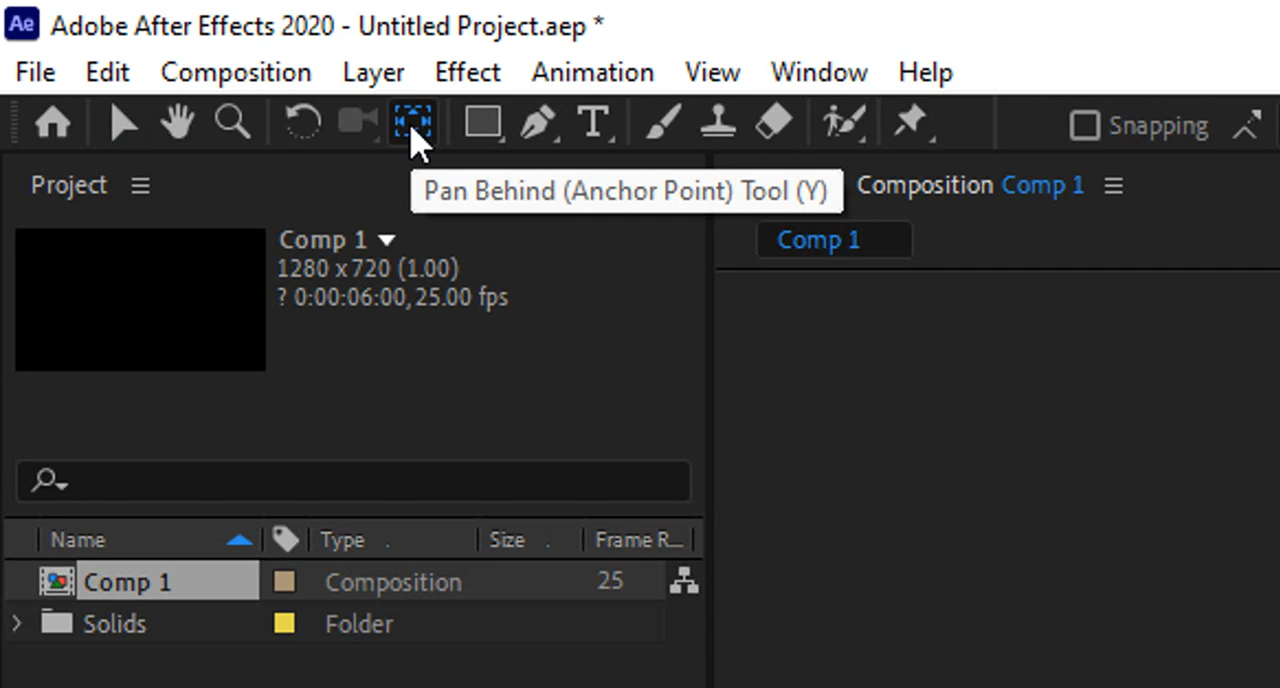 Ae Adobe After Effects 2020 - Untitled Project.aep *
File Edit Composition Layer Effect Animation View Window Help
T Snapping
Pan Behind (Anchor Point) Tool (Y)
Project Composition Comp 1
Comp 1
Comp 1
1280 x 720 (1.00)
? 0:00:06:00, 25.00 fps
Name Type . Size . Frame R...
Comp 1 Composition 25
Solids Folder